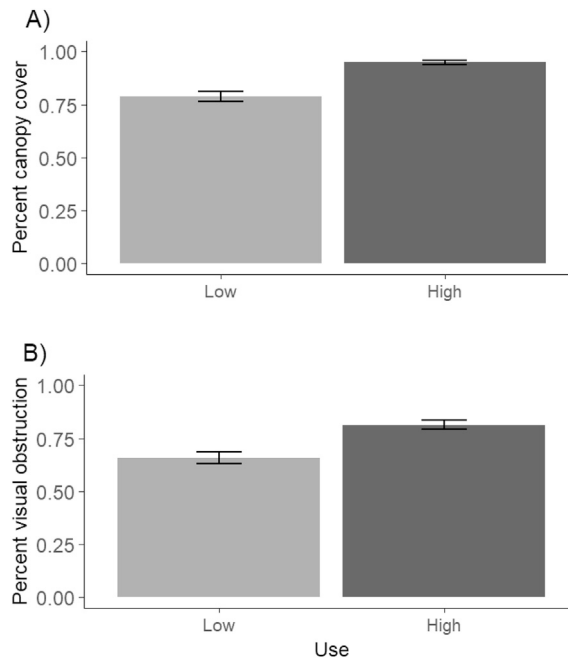 A)
Percent canopy cover
1.00
0.75
0.50
0.25
0.00
Low
High
B)
Percent visual obstruction
1.00
0.75
0.50
0.25
0.00
Low
High
Use